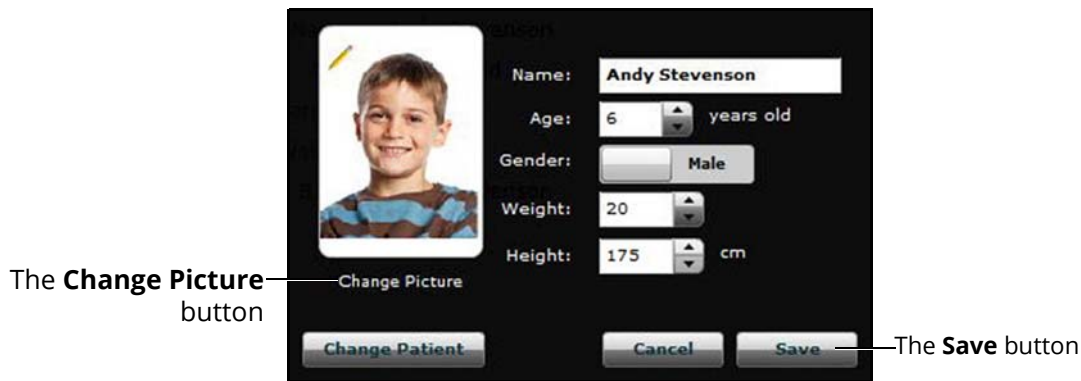 Name: Andy Stevenson
Age: 6 years old
Gender: Male
Weight: 20
Height: 175 cm
The Change Picture
button
Change Picture
Change Patient Cancel Save
The Save button